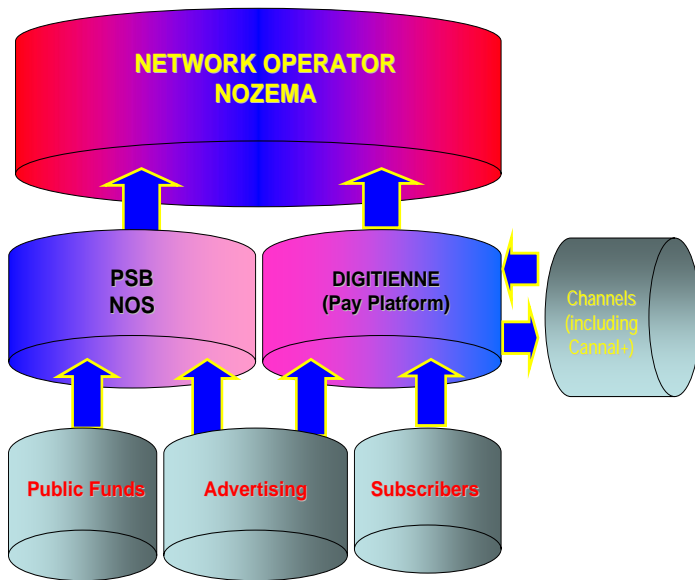 NETWORK OPERATOR
NOZEMA
PSB
NOS
DIGITIENNE
(Pay Platform)
Channels
(including
Cannal+)
Public Funds
Advertising
Subscribers